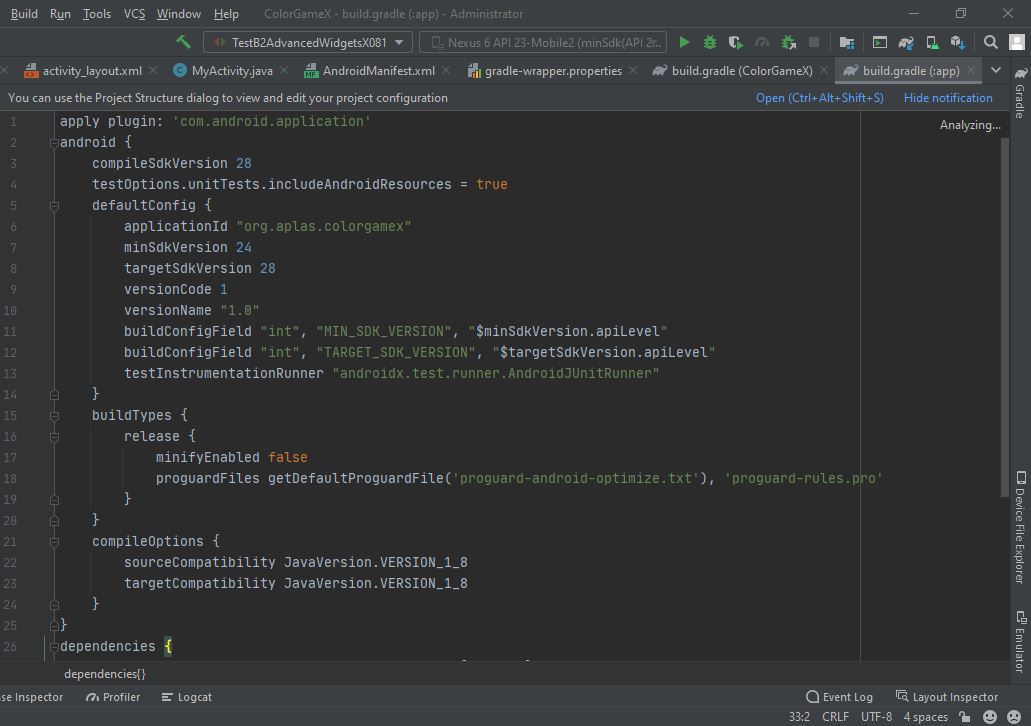 Build Run Tools VCS Window Help ColorGameX - build.gradle (:app) - Administrator
TestB2AdvancedWidgetsX081 Nexus 6 API 23-Mobile2 (minSdk(API 2...
activity_layout.xml MyActivity.java AndroidManifest.xml gradle-wrapper.properties build.gradle (ColorGameX) build.gradle (:app)
You can use the Project Structure dialog to view and edit your project configuration Open (Ctrl+Alt+Shift+S) Hide notification
Analyzing...
1 apply plugin: 'com.android.application'
2 android {
3 compileSdkVersion 28
4 testOptions.unitTests.includeAndroidResources = true
5 defaultConfig {
6 applicationId "org.aplas.colorgamex"
7 minSdkVersion 24
8 targetSdkVersion 28
9 versionCode 1
10 versionName "1.0"
11 buildConfigField "int", "MIN_SDK_VERSION", "$minSdkVersion.apiLevel"
12 buildConfigField "int", "TARGET_SDK_VERSION", "$targetSdkVersion.apiLevel"
13 testInstrumentationRunner "androidx.test.runner.AndroidJUnitRunner"
14 }
15 buildTypes {
16 release {
17 minifyEnabled false
18 proguardFiles getDefaultProguardFile('proguard-android-optimize.txt'), 'proguard-rules.pro'
19 }
20 }
21 compileOptions {
22 sourceCompatibility JavaVersion.VERSION_1_8
23 targetCompatibility JavaVersion.VERSION_1_8
24 }
25 }
26 dependencies {
Gradle
Device File Explorer
Emulator
dependencies{}
se Inspector Profiler Logcat Event Log Layout Inspector
33:2 CRLF UTF-8 4 spaces